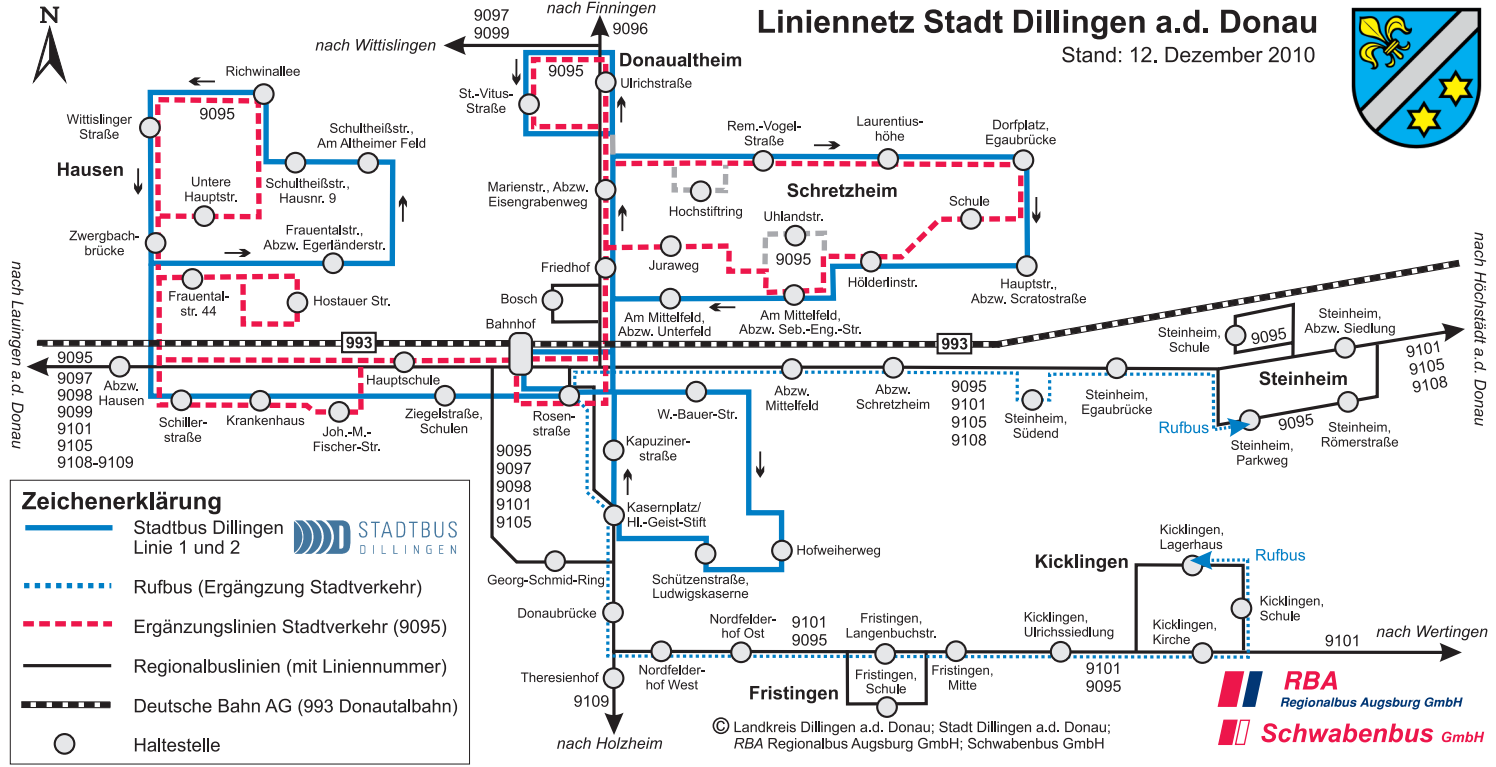 Liniennetz Stadt Dillingen a.d. Donau
Stand: 12. Dezember 2010
N
nach Finningen
9097
9099
9096
nach Wittislingen
Donaualtheim
9095
Ulrichstraße
St.-Vitus-
Straße
Richwinallee
9095
Wittislinger
Straße
Schultheißstr.,
Am Altheimer Feld
Hausen
Untere
Hauptstr.
Schultheißstr.,
Hausnr. 9
Zwergbach-
brücke
Frauentalstr.,
Abzw. Egerländerstr.
Frauental-
str. 44
Hostauer Str.
Marienstr., Abzw.
Eisengrabenweg
Friedhof
Bosch
Bahnhof
Rem.-Vogel-
Straße
Laurentius-
höhe
Dorfplatz,
Egaubrücke
Schretzheim
Hochstiftring
Uhlandstr.
9095
Schule
Juraweg
Hölderlinstr.
Hauptstr.,
Abzw. Scratostraße
Am Mittelfeld,
Abzw. Unterfeld
Am Mittelfeld,
Abzw. Seb.-Eng.-Str.
nach Lauingen a.d. Donau
nach Höchstädt a.d. Donau
993
993
9095
9097
9098
9099
9101
9105
9108-9109
Abzw.
Hausen
Hauptschule
Schiller-
straße
Krankenhaus
Joh.-M.-
Fischer-Str.
Ziegelstraße,
Schulen
Rosen-
straße
W.-Bauer-Str.
Abzw.
Mittelfeld
Abzw.
Schretzheim
9095
9101
9105
9108
Steinheim,
Südend
Steinheim,
Egaubrücke
Steinheim,
Schule
9095
Steinheim,
Abzw. Siedlung
9101
9105
9108
Steinheim
Rufbus
Steinheim,
Parkweg
9095
Steinheim,
Römerstraße
9095
9097
9098
9101
9105
Kapuziner-
straße
Kasernplatz/
Hl.-Geist-Stift
Georg-Schmid-Ring
Schützenstraße,
Ludwigskaserne
Hofweiherweg
Donaubrücke
Nordfelder-
hof West
Nordfelder-
hof Ost
9101
9095
Fristingen,
Langenbuchstr.
Fristingen,
Schule
Fristingen
Fristingen,
Mitte
Kicklingen,
Ulrichssiedlung
9101
9095
Kicklingen
Kicklingen,
Lagerhaus
Rufbus
Kicklingen,
Schule
Kicklingen,
Kirche
9101
nach Wertingen
Theresienhof
9109
nach Holzheim
Zeichenerklärung
Stadtbus Dillingen
Linie 1 und 2
STADTBUS
DILLINGEN
Rufbus (Ergängzung Stadtverkehr)
Ergänzungslinien Stadtverkehr (9095)
Regionalbuslinien (mit Liniennummer)
Deutsche Bahn AG (993 Donautalbahn)
Haltestelle
© Landkreis Dillingen a.d. Donau; Stadt Dillingen a.d. Donau;
RBA Regionalbus Augsburg GmbH; Schwabenbus GmbH
RBA
Regionalbus Augsburg GmbH
Schwabenbus GmbH